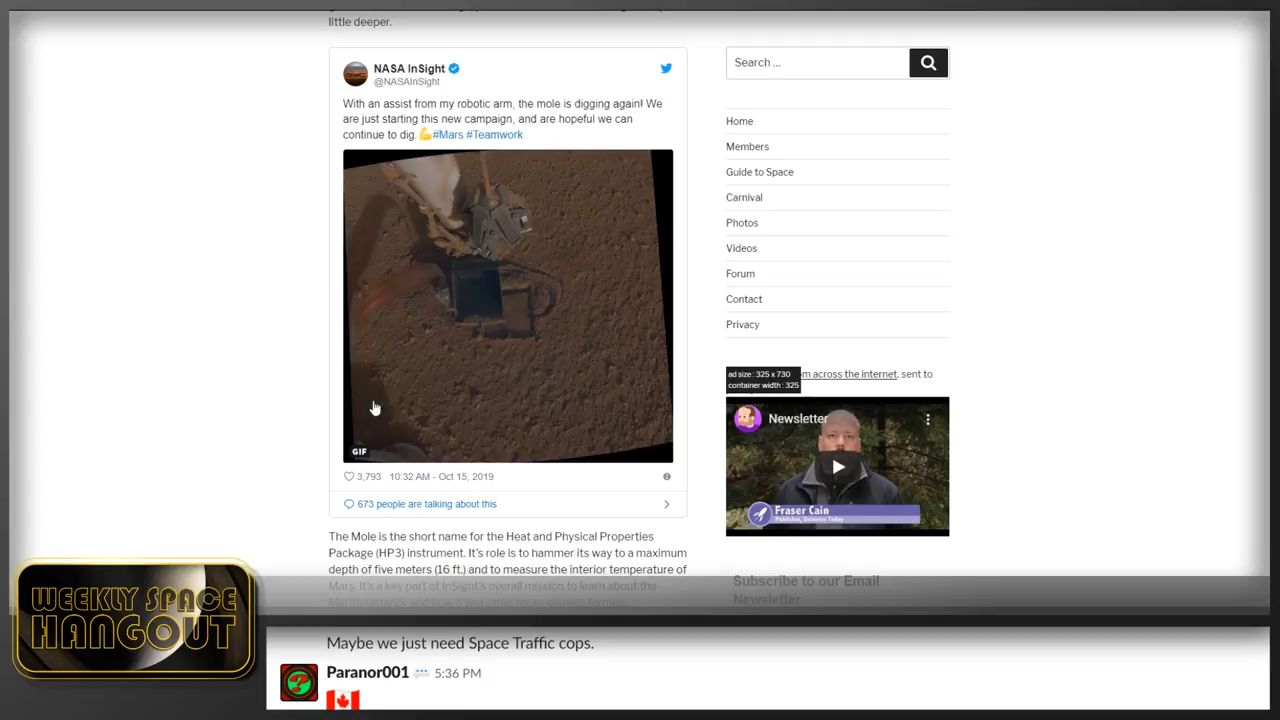 little deeper.
NASA InSight
@NASAInSight
With an assist from my robotic arm, the mole is digging again! We
are just starting this new campaign, and are hopeful we can
continue to dig. 💪#Mars #Teamwork
GIF
3,793 10:32 AM - Oct 15, 2019
673 people are talking about this
The Mole is the short name for the Heat and Physical Properties
Package (HP3) instrument. It's role is to hammer its way to a maximum
depth of five meters (16 ft.) and to measure the interior temperature of
Mars. It's a key part of InSight's overall mission to learn about the
Search …
Home
Members
Guide to Space
Carnival
Photos
Videos
Forum
Contact
Privacy
ad size : 325 x 730
container width : 325
om across the internet, sent to
Newsletter
Fraser Cain
Publisher, Universe Today
Subscribe to our Email
Newsletter
WEEKLY SPACE
HANGOUT
Maybe we just need Space Traffic cops.
Paranor001 5:36 PM